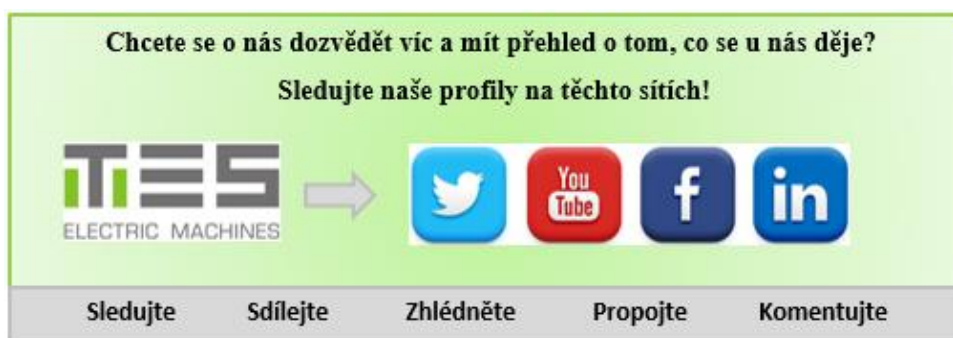 Chcete se o nás dozvědět víc a mít přehled o tom, co se u nás děje?
Sledujte naše profily na těchto sítích!
TES
ELECTRIC MACHINES
You
Tube
f
in
Sledujte Sdílejte Zhlédněte Propojte Komentujte